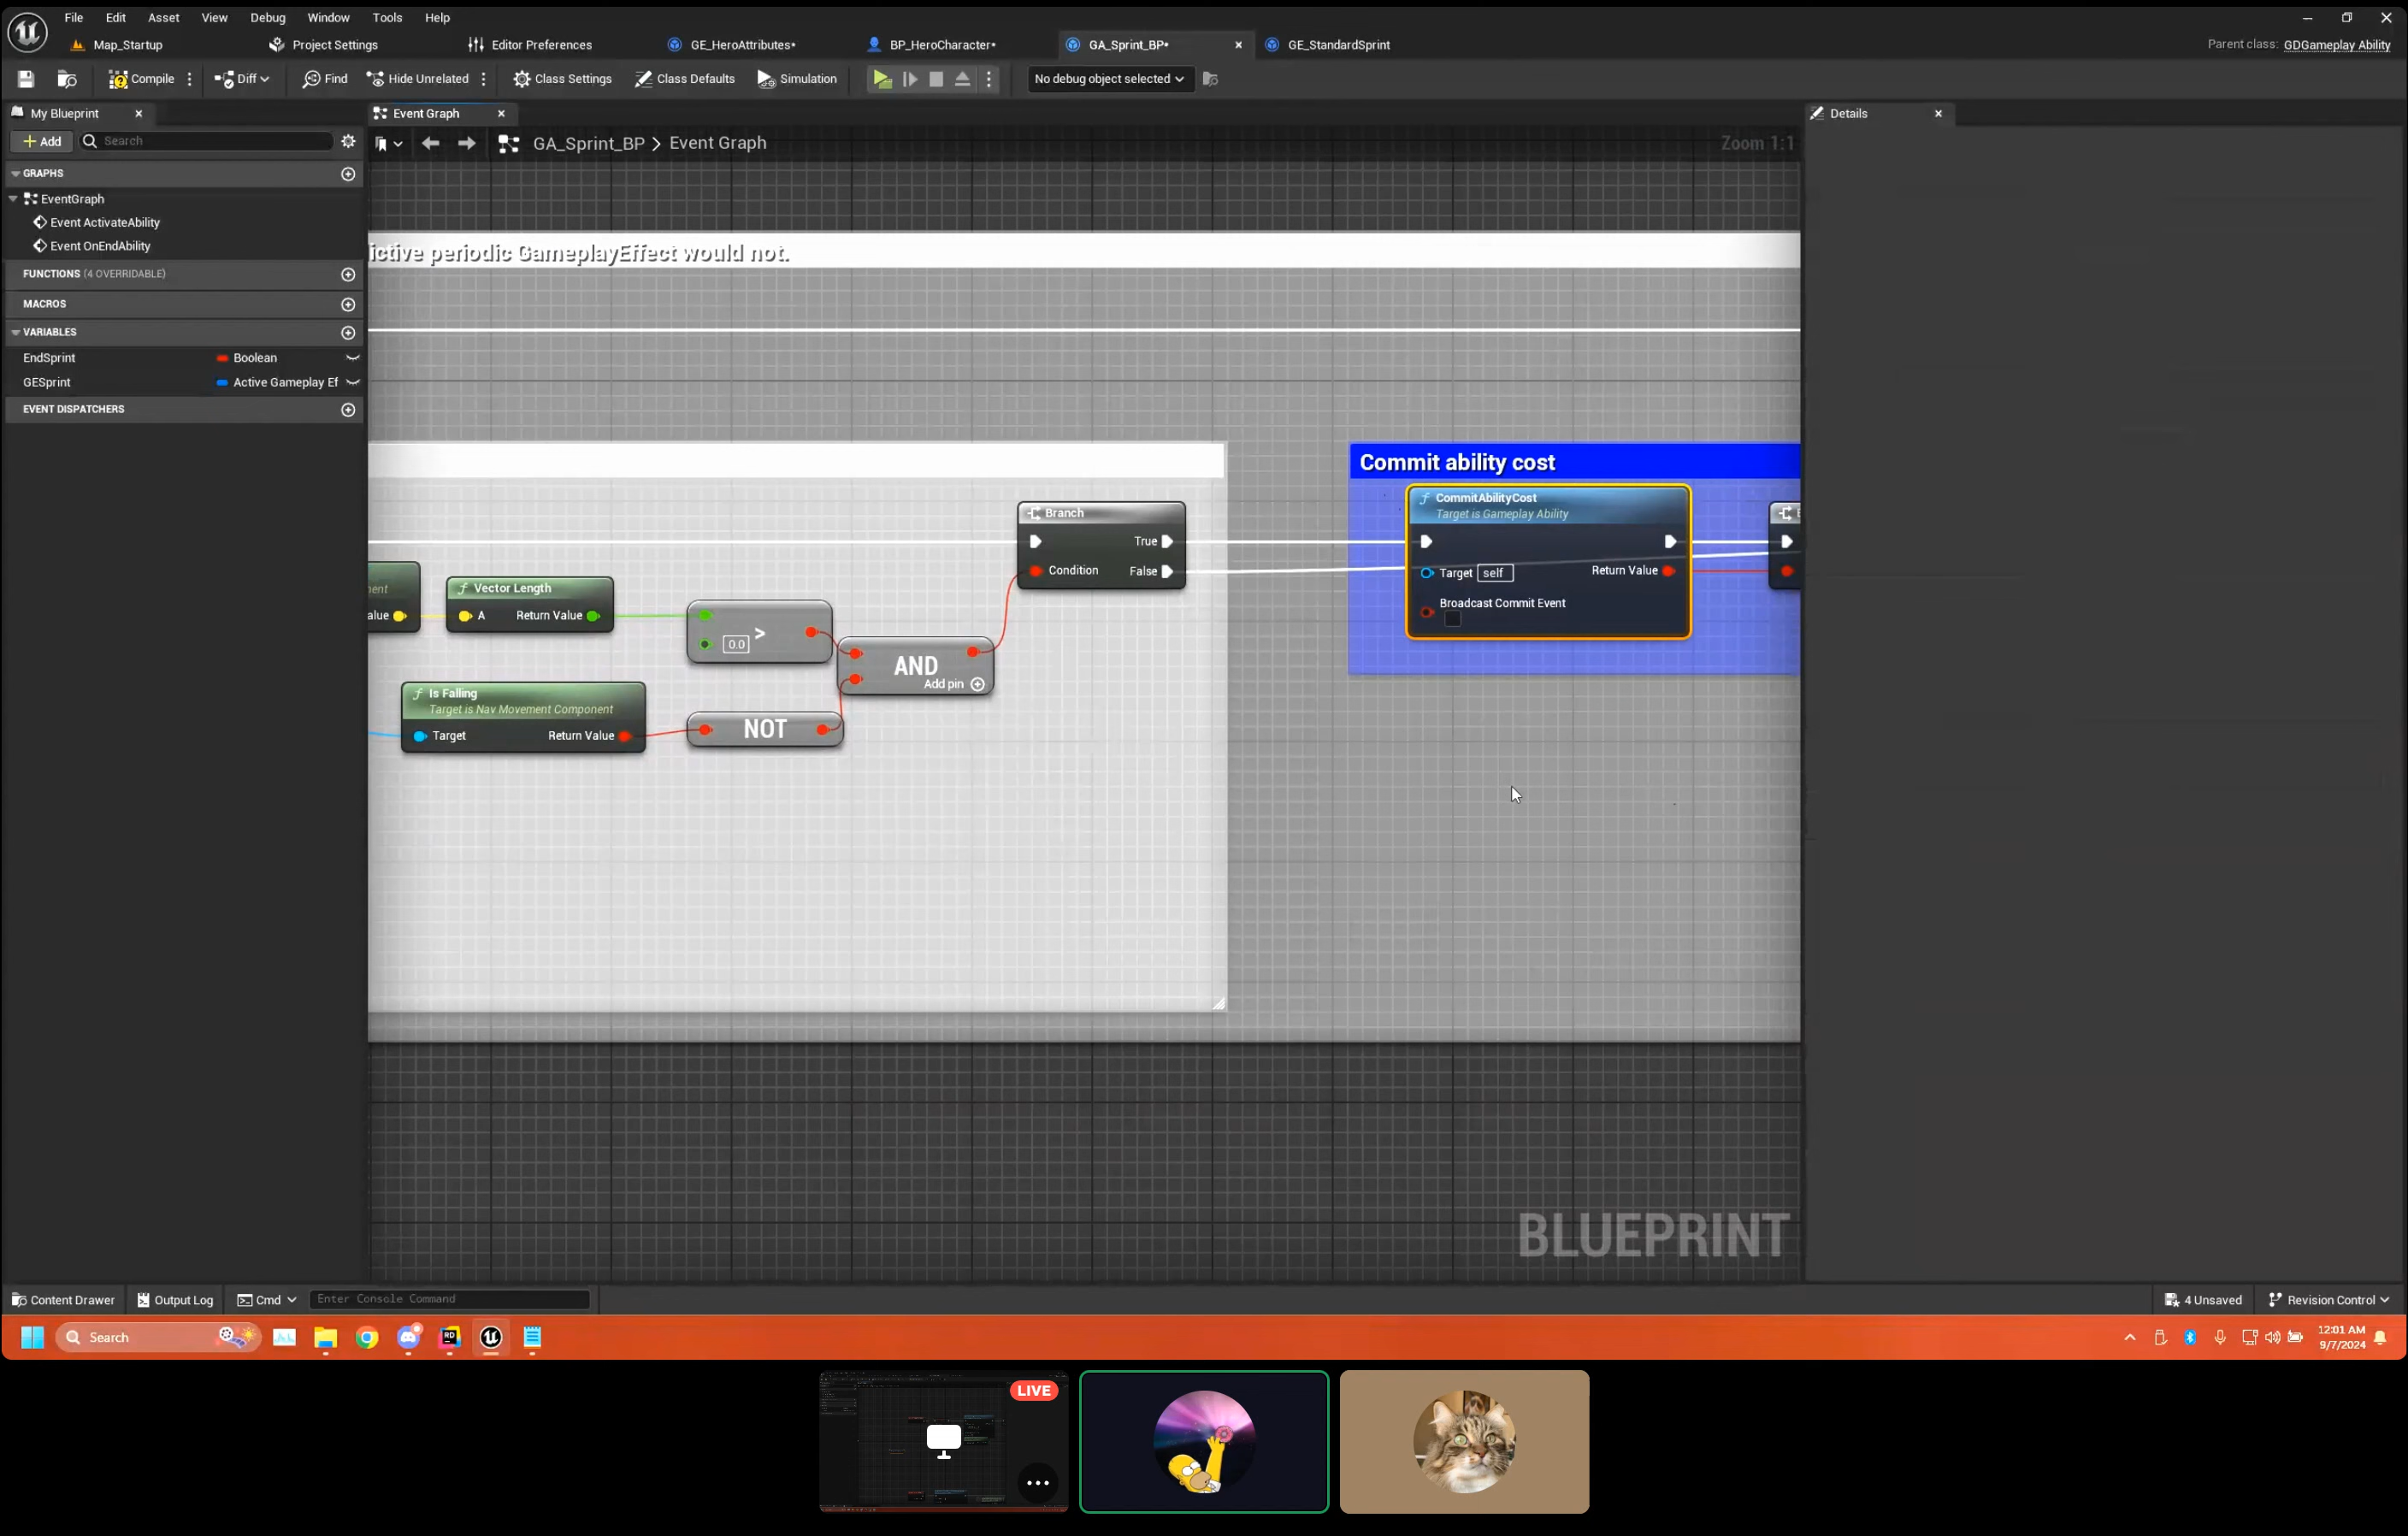 File Edit Asset View Debug Window Tools Help
Map_Startup Project Settings Editor Preferences GE_HeroAttributes* BP_HeroCharacter* GA_Sprint_BP* GE_StandardSprint Parent class: GDGameplay Ability
Compile Diff Find Hide Unrelated Class Settings Class Defaults Simulation No debug object selected
My Blueprint
Add Search
GRAPHS
EventGraph
Event ActivateAbility
Event OnEndAbility
FUNCTIONS (4 OVERRIDABLE)
MACROS
VARIABLES
EndSprint Boolean
GESprint Active Gameplay Ef
EVENT DISPATCHERS
Event Graph
GA_Sprint_BP > Event Graph Zoom 1:1
ictive periodic GameplayEffect would not.
Commit ability cost
Branch
True
Condition False
CommitAbilityCost
Target is Gameplay Ability
Target self Return Value
Broadcast Commit Event
alue
Vector Length
A Return Value
0.0 >
AND
Add pin
Is Falling
Target is Nav Movement Component
Target Return Value
NOT
BLUEPRINT
Details
Content Drawer Output Log Cmd Enter Console Command 4 Unsaved Revision Control
Search
RD
12:01 AM
9/7/2024
LIVE